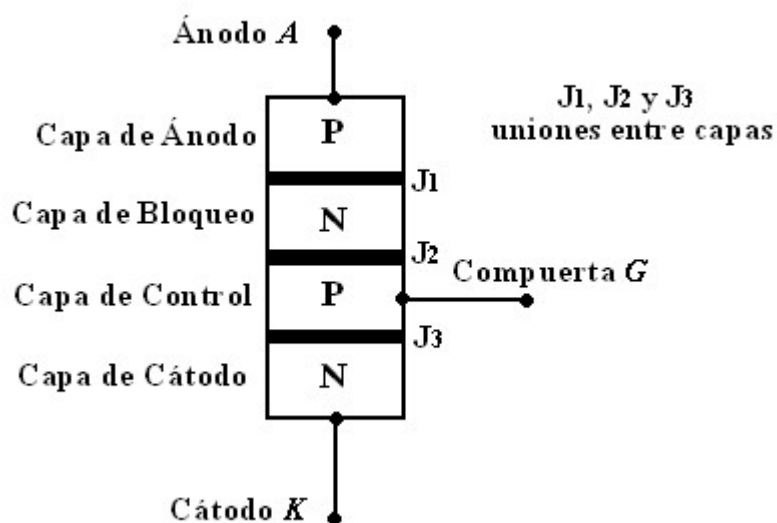 Ánodo A
J1, J2 y J3
uniones entre capas
Capa de Ánodo
P
J1
Capa de Bloqueo
N
J2
Compuerta G
Capa de Control
P
J3
Capa de Cátodo
N
Cátodo K